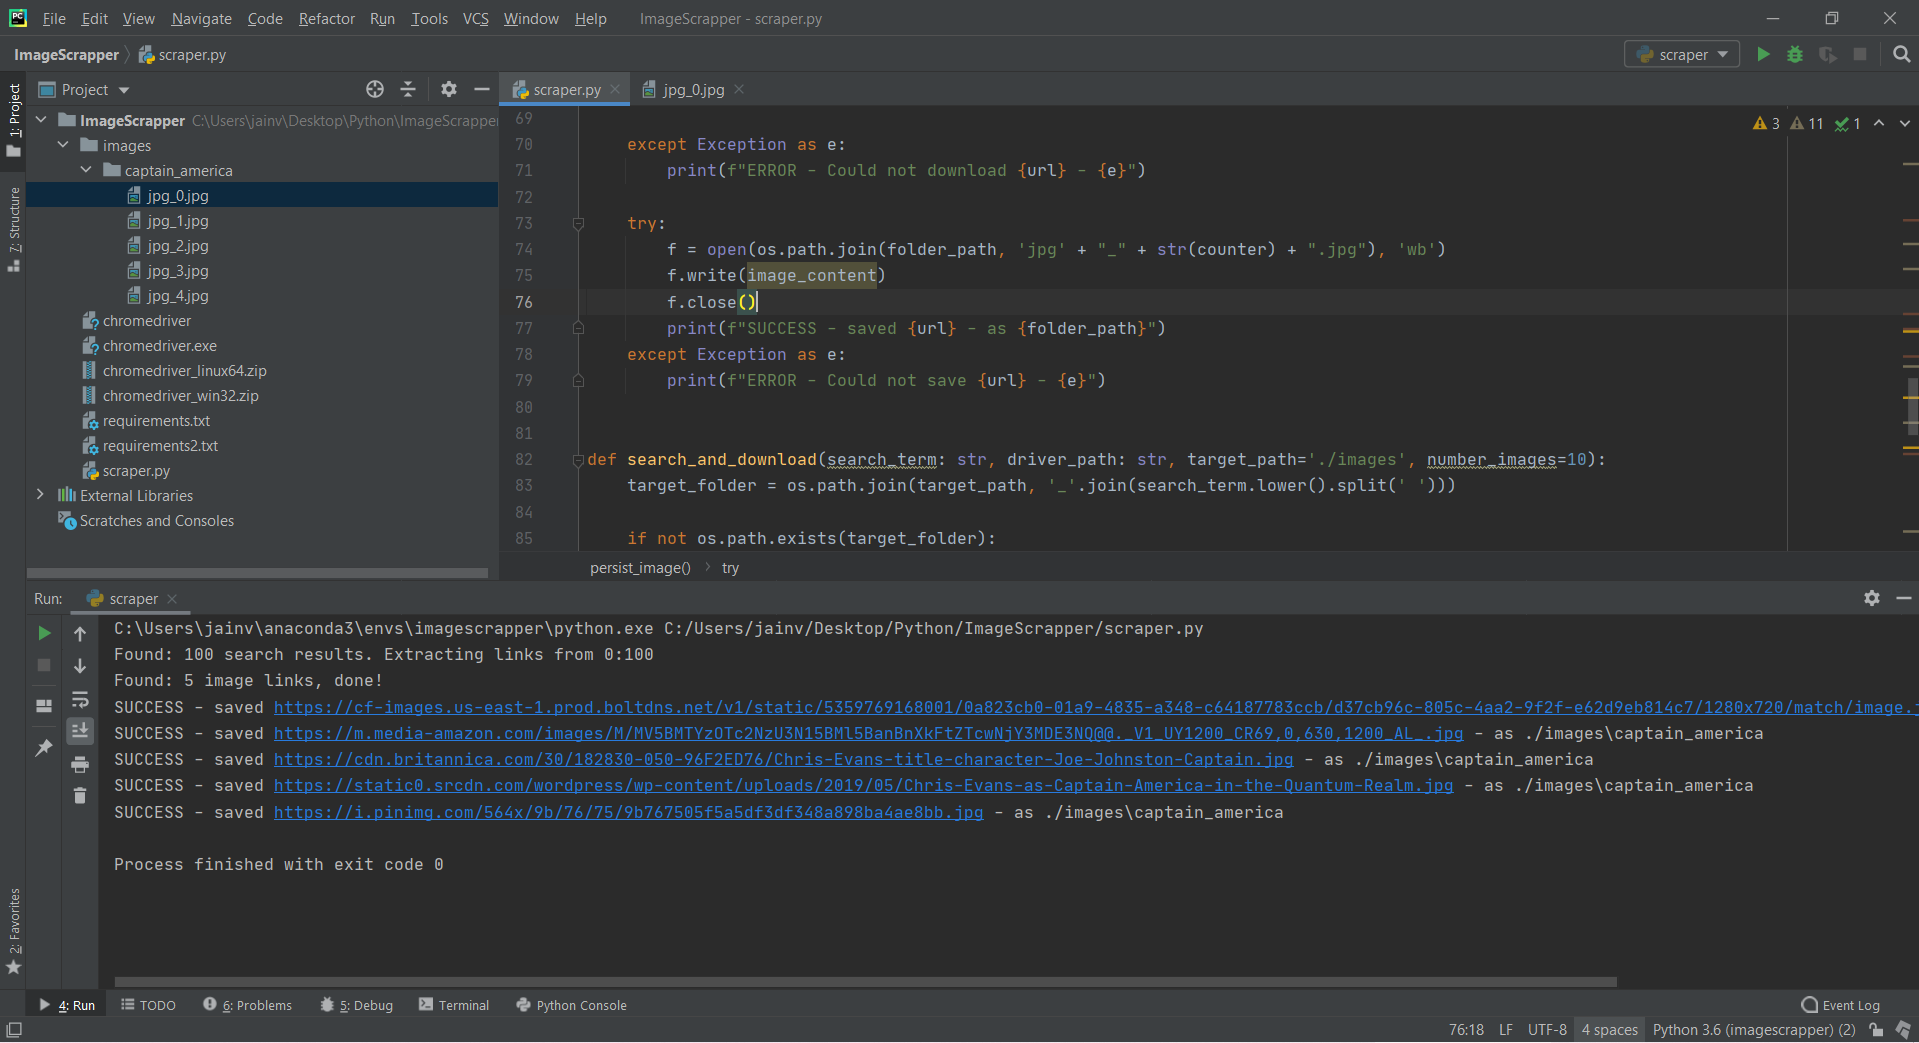 File Edit View Navigate Code Refactor Run Tools VCS Window Help ImageScrapper - scraper.py
ImageScrapper scraper.py
scraper
1: Project
7: Structure
2: Favorites
Project
ImageScrapper C:\Users\jainv\Desktop\Python\ImageScrapper
images
captain_america
jpg_0.jpg
jpg_1.jpg
jpg_2.jpg
jpg_3.jpg
jpg_4.jpg
chromedriver
chromedriver.exe
chromedriver_linux64.zip
chromedriver_win32.zip
requirements.txt
requirements2.txt
scraper.py
External Libraries
Scratches and Consoles
scraper.py jpg_0.jpg
3 11 1
69
70 except Exception as e:
71 print(f"ERROR - Could not download {url} - {e}")
72
73 try:
74 f = open(os.path.join(folder_path, 'jpg' + "_" + str(counter) + ".jpg"), 'wb')
75 f.write(image_content)
76 f.close()
77 print(f"SUCCESS - saved {url} - as {folder_path}")
78 except Exception as e:
79 print(f"ERROR - Could not save {url} - {e}")
80
81
82 def search_and_download(search_term: str, driver_path: str, target_path='./images', number_images=10):
83 target_folder = os.path.join(target_path, '_'.join(search_term.lower().split(' ')))
84
85 if not os.path.exists(target_folder):
persist_image() try
Run: scraper
C:\Users\jainv\anaconda3\envs\imagescrapper\python.exe C:/Users/jainv/Desktop/Python/ImageScrapper/scraper.py
Found: 100 search results. Extracting links from 0:100
Found: 5 image links, done!
SUCCESS - saved https://cf-images.us-east-1.prod.boltdns.net/v1/static/5359769168001/0a823cb0-01a9-4835-a348-c64187783ccb/d37cb96c-805c-4aa2-9f2f-e62d9eb814c7/1280x720/match/image.j
SUCCESS - saved https://m.media-amazon.com/images/M/MV5BMTYzOTc2NzU3N15BMl5BanBnXkFtZTcwNjY3MDE3NQ@@._V1_UY1200_CR69,0,630,1200_AL_.jpg - as ./images\captain_america
SUCCESS - saved https://cdn.britannica.com/30/182830-050-96F2ED76/Chris-Evans-title-character-Joe-Johnston-Captain.jpg - as ./images\captain_america
SUCCESS - saved https://static0.srcdn.com/wordpress/wp-content/uploads/2019/05/Chris-Evans-as-Captain-America-in-the-Quantum-Realm.jpg - as ./images\captain_america
SUCCESS - saved https://i.pinimg.com/564x/9b/76/75/9b767505f5a5df3df348a898ba4ae8bb.jpg - as ./images\captain_america
Process finished with exit code 0
4: Run TODO 6: Problems 5: Debug Terminal Python Console Event Log
76:18 LF UTF-8 4 spaces Python 3.6 (imagescrapper) (2)